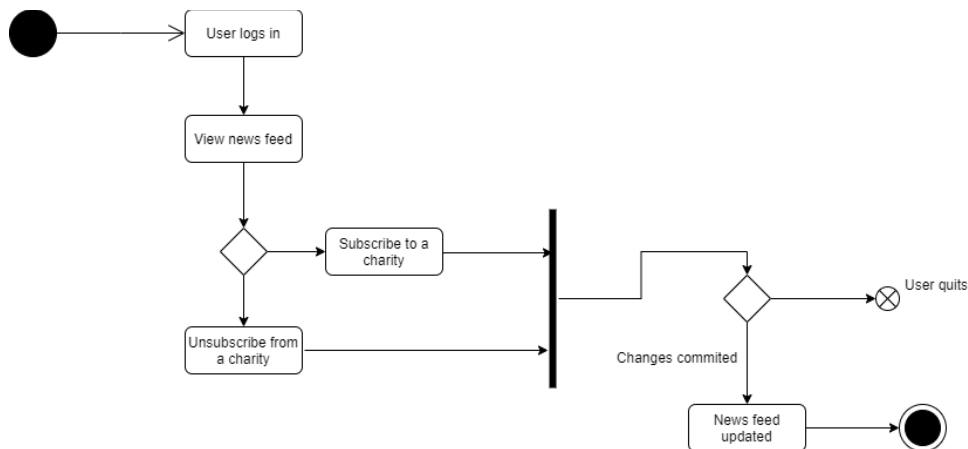 User logs in
View news feed
Subscribe to a
charity
User quits
Unsubscribe from
a charity
Changes commited
News feed
updated